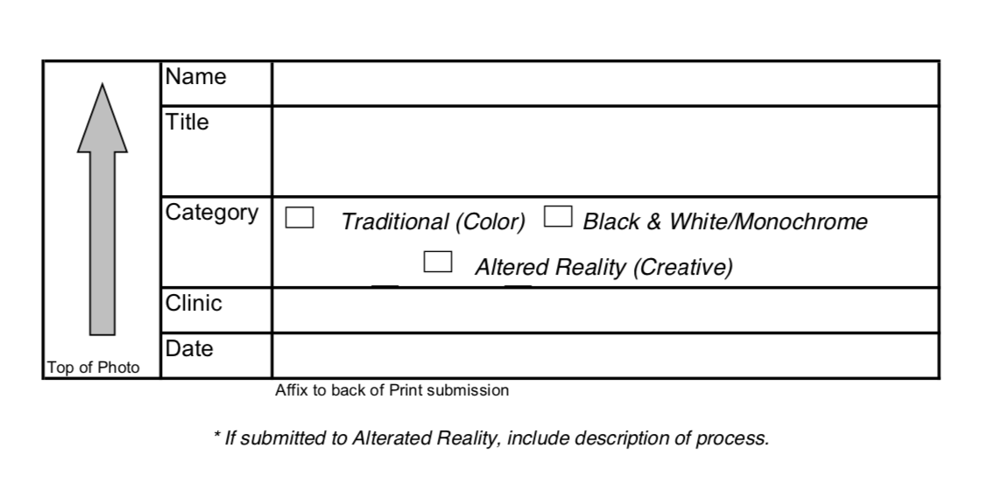 Name
Title
Category
Traditional (Color) Black & White/Monochrome
Altered Reality (Creative)
Clinic
Date
Top of Photo
Affix to back of Print submission
* If submitted to Alterated Reality, include description of process.